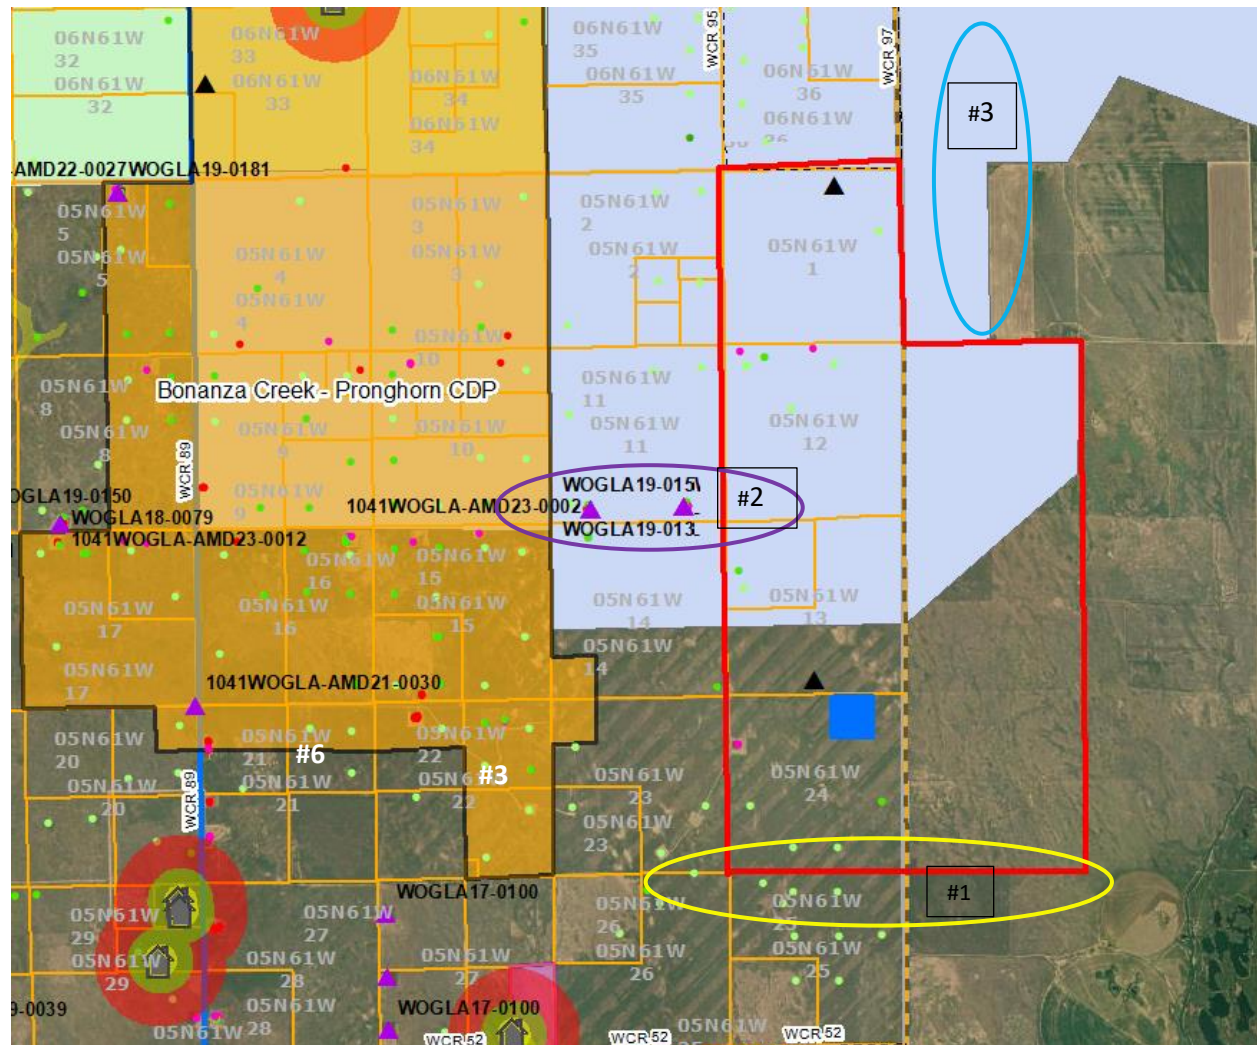 06N61W
32
06N61W
32
06N61W
33
06N61W
33
06N61W
34
06N61W
34
06N61W
35
06N61W
35
WCR 95
06N61W
36
06N61W
WCR 97
#3
-AMD22-0027WOGLA19-0181
05N61W
5
05N61W
5
05N61W
4
05N61W
4
05N61W
3
05N61W
3
05N61W
2
05N61W
2
05N61W
1
05N61W
10
05N61W
10
Bonanza Creek - Pronghorn CDP
05N61W
8
05N61W
8
WCR 89
05N61W
9
05N61W
9
05N61W
11
05N61W
11
05N61W
12
OGLA19-0150
WOGLA18-0079
1041WOGLA-AMD23-0012
1041WOGLA-AMD23-0002
WOGLA19-015
WOGLA19-013
#2
05N61W
16
05N61W
16
05N61W
15
05N61W
15
05N61W
17
05N61W
17
05N61W
14
05N61W
14
05N61W
13
1041WOGLA-AMD21-0030
05N61W
20
05N61W
20
WCR 89
05N61W
21
05N61W
21
#6
05N61W
22
05N6
22
#3
05N61W
23
05N61W
23
05N61W
24
#1
WOGLA17-0100
05N61W
29
05N61W
29
05N61W
27
27
05N61W
28
05N61W
28
05N61W
26
26
05N61W
25
05N61W
25
9-0039
05N61W
WOGLA17-0100
WCR 52
WCR 52
WCR 52
05N61W